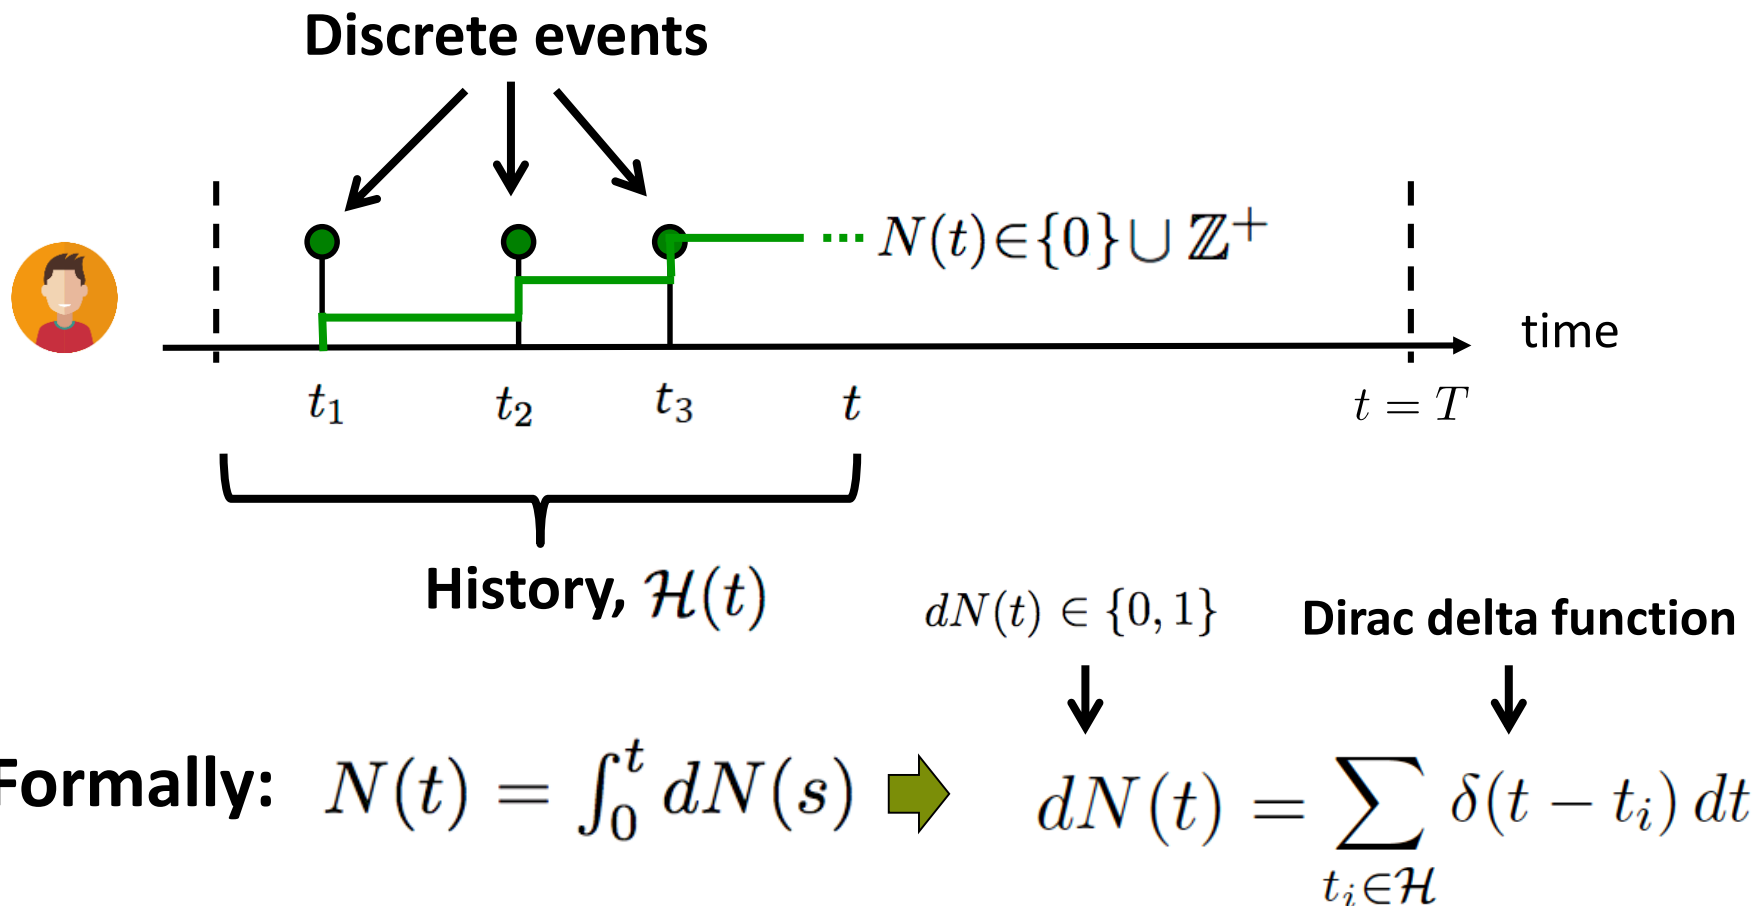 Discrete events
N(t)∈{0}∪ ℤ⁺
time
t₁ t₂ t₃ t t = T
History, ℋ(t)
dN(t) ∈ {0, 1}
Dirac delta function
Formally: N(t) = ∫₀ᵗ dN(s) dN(t) = ∑_{tᵢ∈ℋ} δ(t − tᵢ) dt